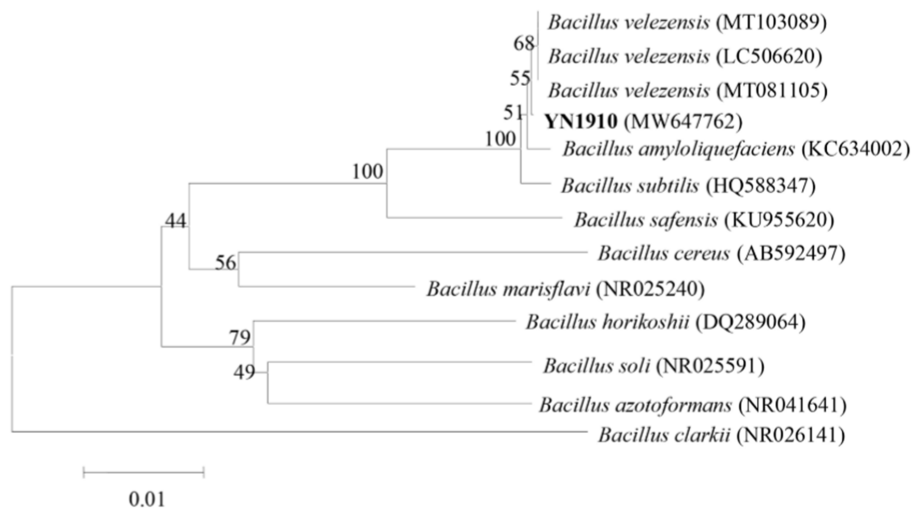 Bacillus velezensis (MT103089)
68
Bacillus velezensis (LC506620)
55
Bacillus velezensis (MT081105)
51
YN1910 (MW647762)
100
Bacillus amyloliquefaciens (KC634002)
100
Bacillus subtilis (HQ588347)
44
Bacillus safensis (KU955620)
56
Bacillus cereus (AB592497)
Bacillus marisflavi (NR025240)
Bacillus horikoshii (DQ289064)
79
Bacillus soli (NR025591)
49
Bacillus azotoformans (NR041641)
Bacillus clarkii (NR026141)
0.01